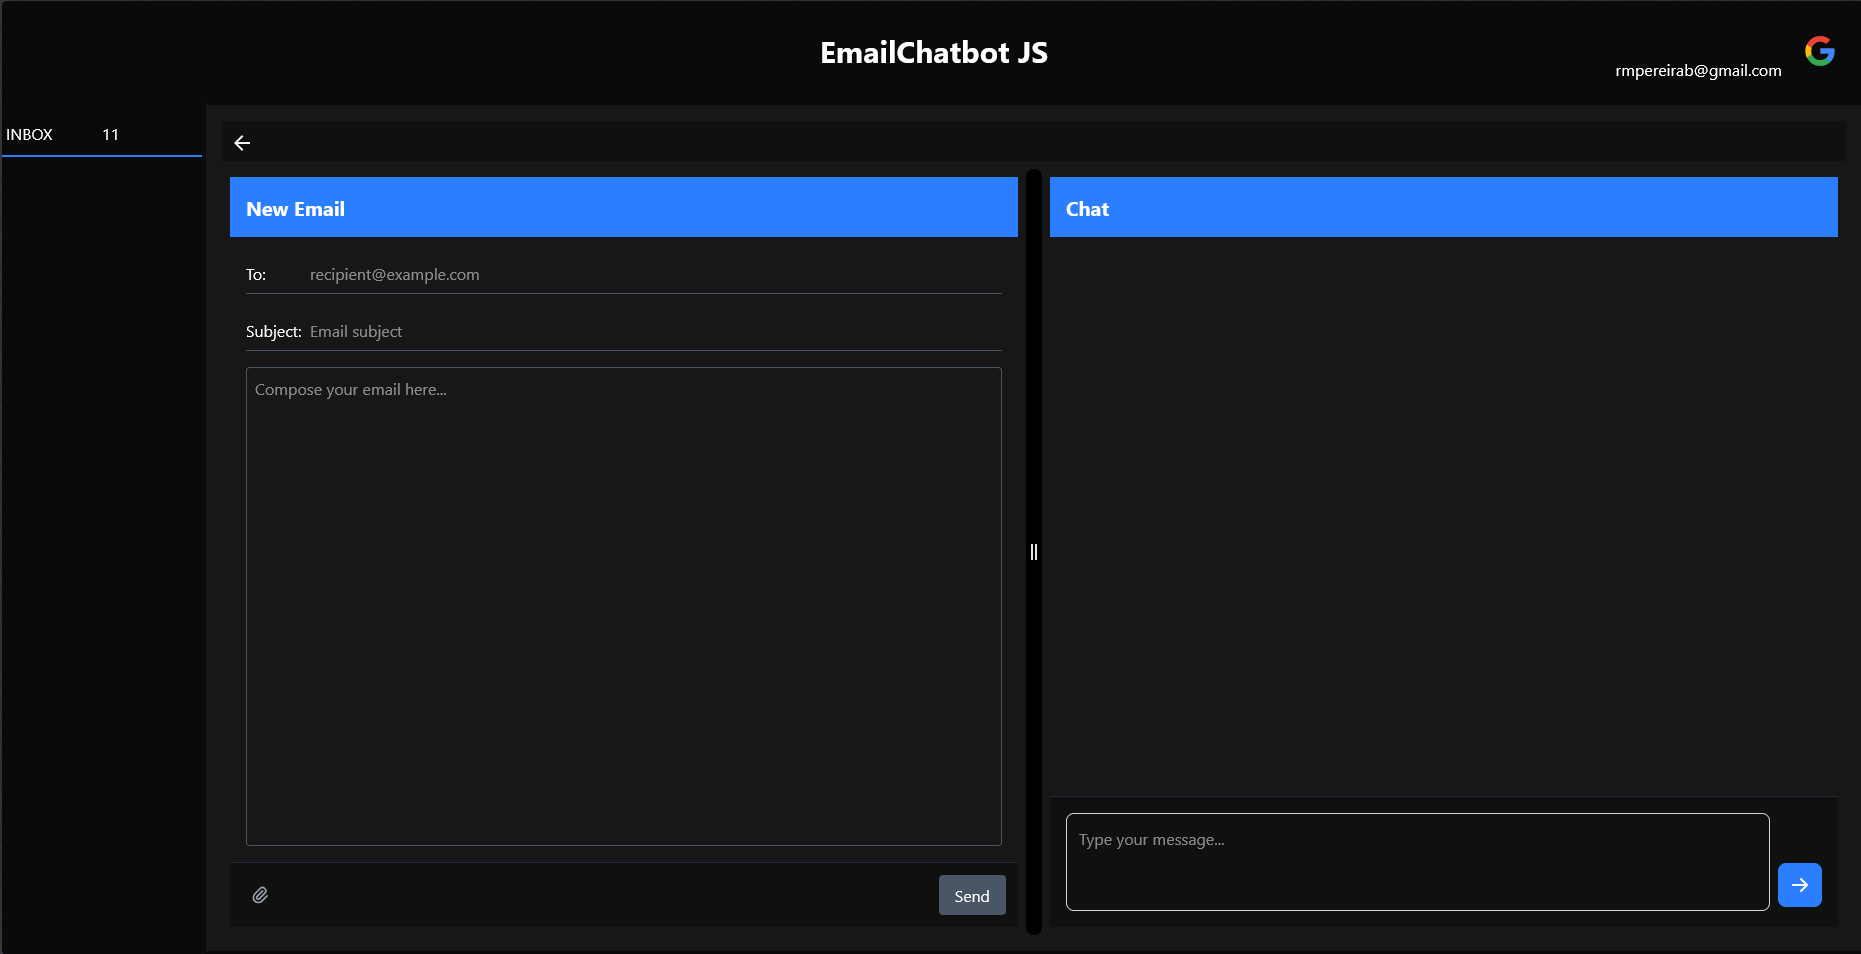 EmailChatbot JS
rmpereirab@gmail.com
INBOX 11
New Email
To: recipient@example.com
Subject: Email subject
Compose your email here...
Send
Chat
Type your message...